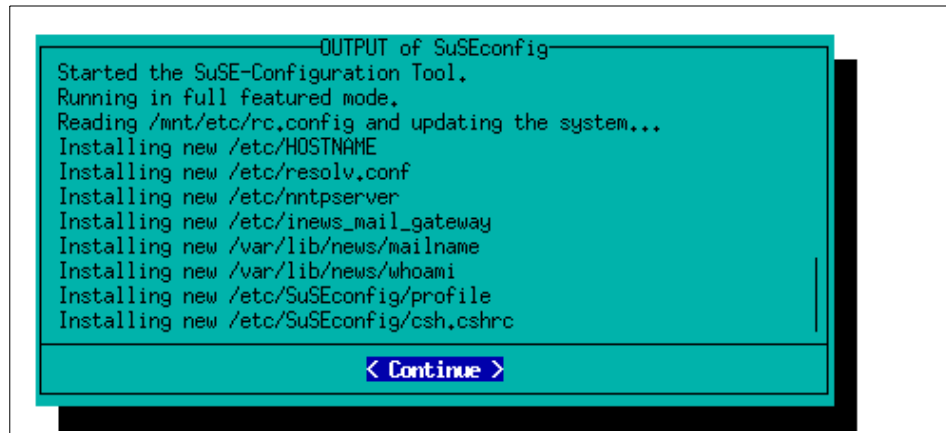 OUTPUT of SuSEconfig
Started the SuSE-Configuration Tool.
Running in full featured mode.
Reading /mnt/etc/rc.config and updating the system...
Installing new /etc/HOSTNAME
Installing new /etc/resolv.conf
Installing new /etc/nntpserver
Installing new /etc/inews_mail_gateway
Installing new /var/lib/news/mailname
Installing new /var/lib/news/whoami
Installing new /etc/SuSEconfig/profile
Installing new /etc/SuSEconfig/csh.cshrc
< Continue >